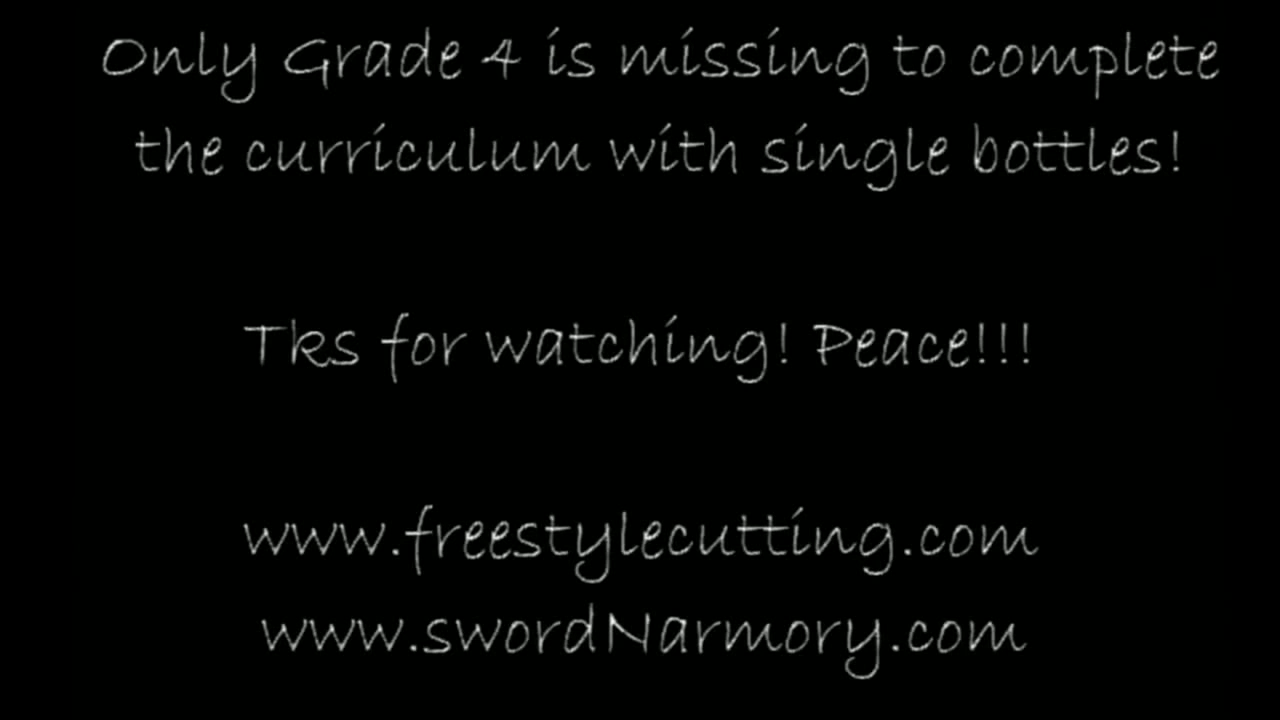 Only Grade 4 is missing to complete
the curriculum with single bottles!
Tks for watching! Peace!!!
www.freestylecutting.com
www.swordNarmory.com